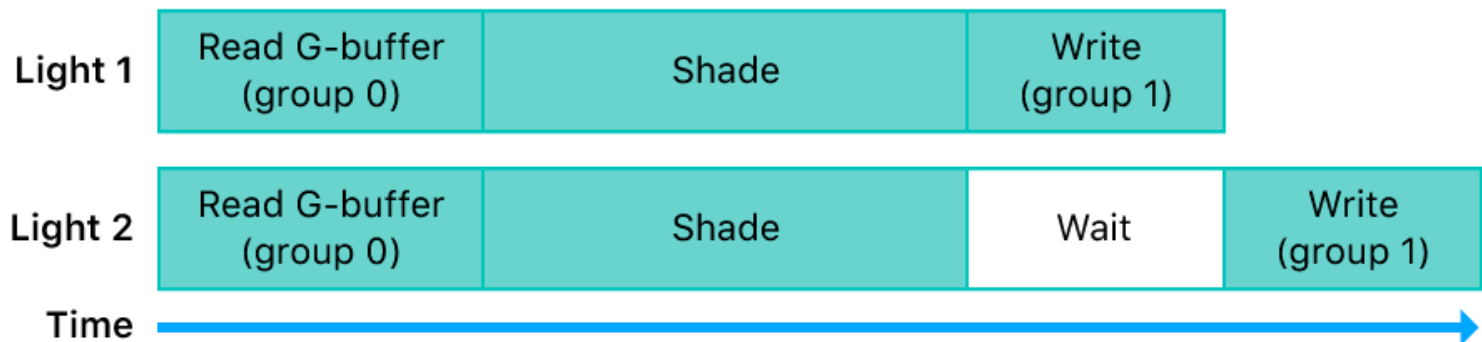 Light 1
Read G-buffer
(group 0)
Shade
Write
(group 1)
Light 2
Read G-buffer
(group 0)
Shade
Wait
Write
(group 1)
Time